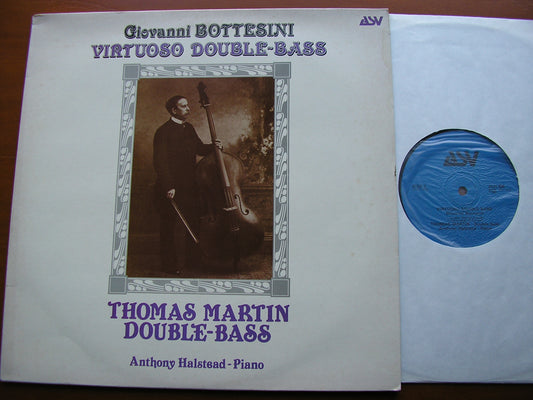 Giovanni BOTTESINI
ASV
VIRTUOSO DOUBLE-BASS
THOMAS MARTIN
DOUBLE-BASS
Anthony Halstead-Piano
ASV